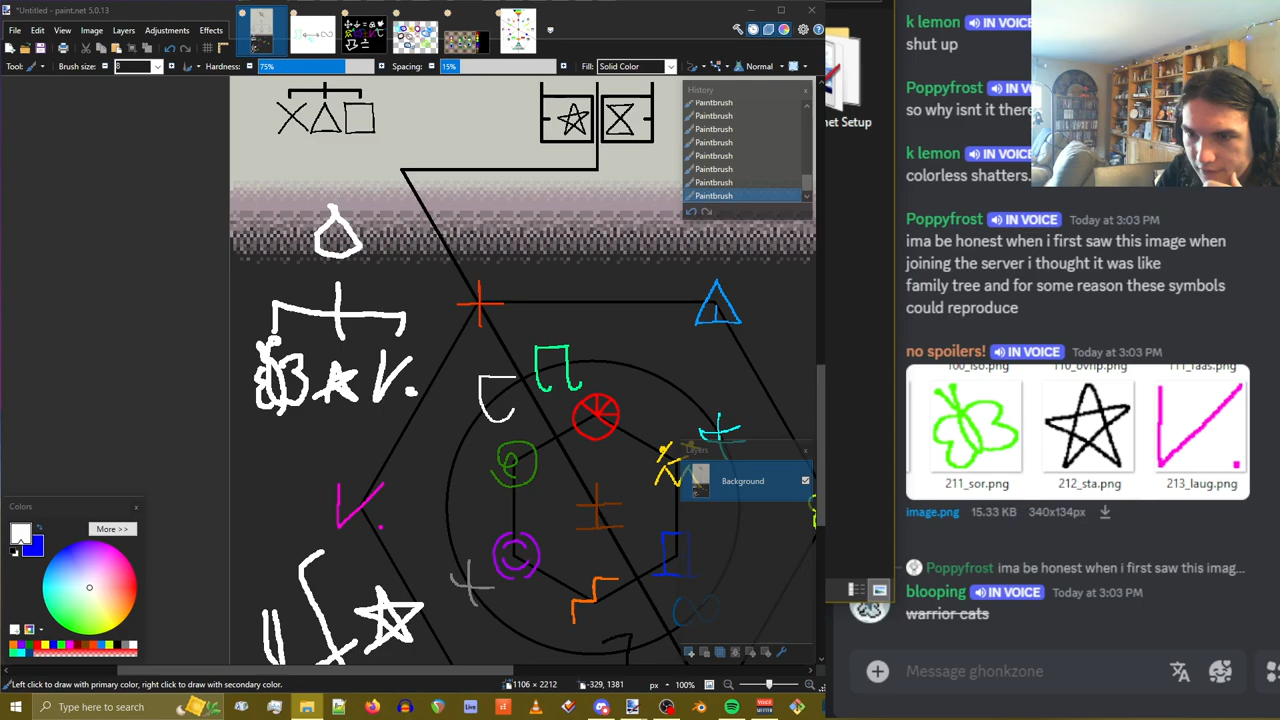 *Untitled - paint.net 5.0.13
File Edit View Image Layers Adjustments Effects
Tool: Brush size: 8 Hardness: 75% Spacing: 15% Fill: Solid Color Normal
History
Paintbrush
Paintbrush
Paintbrush
Paintbrush
Paintbrush
Paintbrush
Paintbrush
Paintbrush
Layers
Background
Colors
More >>
Left click to draw with primary color, right click to draw with secondary color.
1106 × 2212
-329, 1381
px
100%
Type here to search
net Setup
k lemon IN VOICE
shut up
Poppyfrost IN VOICE
so why isnt it there
k lemon IN VOICE
colorless shatters.
Poppyfrost IN VOICE Today at 3:03 PM
ima be honest when i first saw this image when
joining the server i thought it was like
family tree and for some reason these symbols
could reproduce
no spoilers! IN VOICE Today at 3:03 PM
211_sor.png 212_sta.png 213_laug.png
image.png 15.33 KB 340x134px
Poppyfrost ima be honest when i first saw this imag...
blooping IN VOICE Today at 3:03 PM
warrior cats
Message ghonkzone